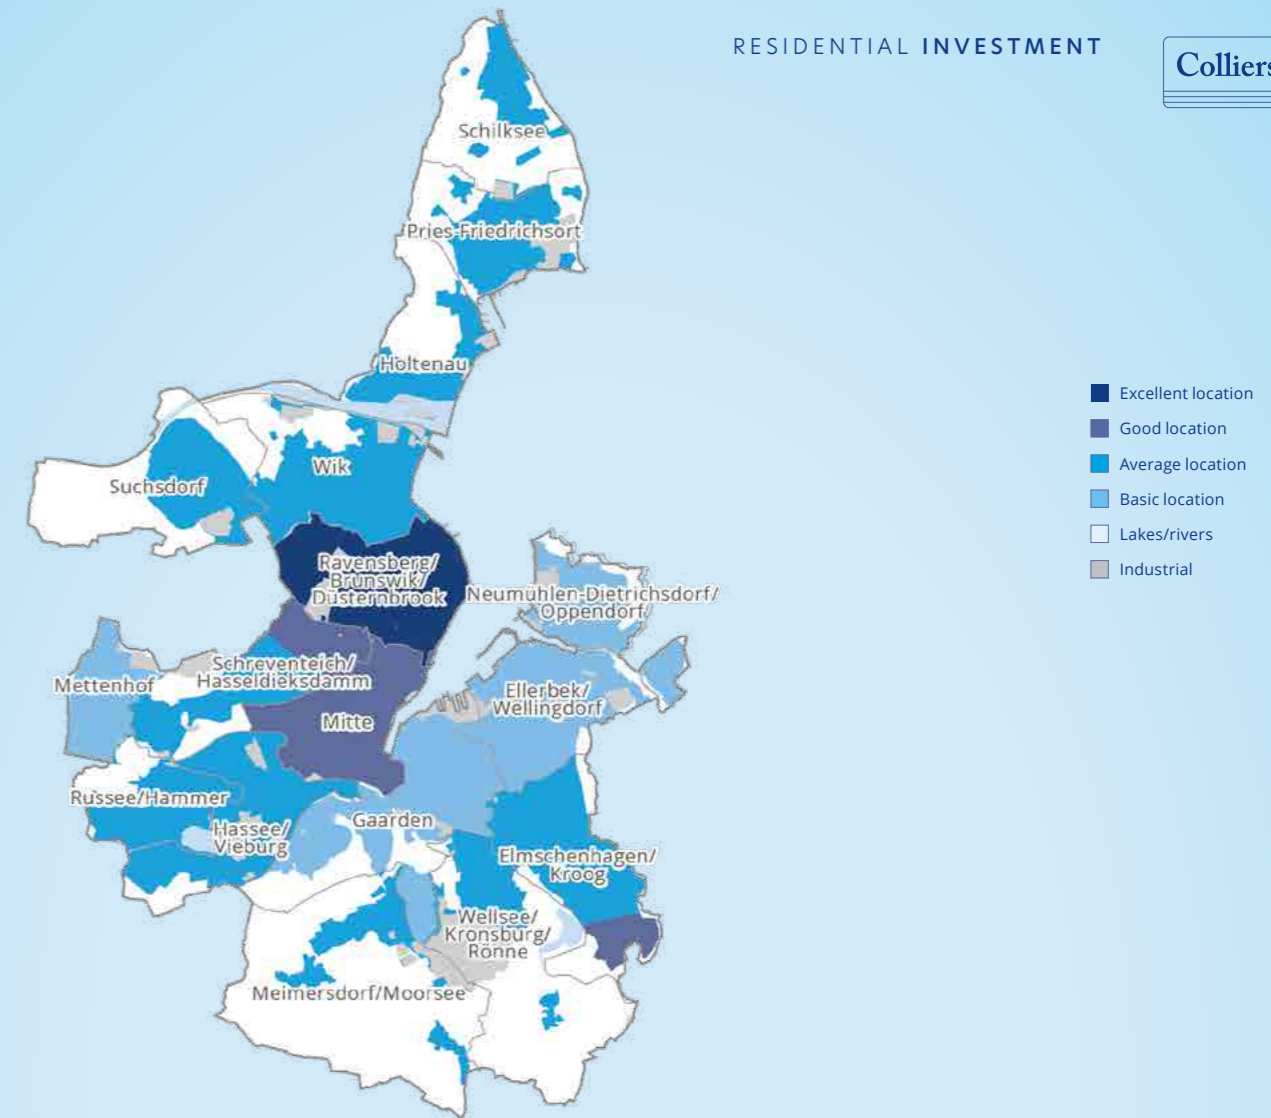 RESIDENTIAL INVESTMENT
Colliers
Schilksee
Pries-Friedrichsort
Holtenau
Wik
Suchsdorf
Ravensberg/
Brunswik/
Düsternbrook
Neumühlen-Dietrichsdorf/
Oppendorf
Schreventeich/
Hasseldieksdamm
Mettenhof
Ellerbek/
Wellingdorf
Mitte
Russee/Hammer
Hassee/
Vieburg
Gaarden
Elmschenhagen/
Kroog
Wellsee/
Kronsburg/
Rönne
Meimersdorf/Moorsee
Excellent location
Good location
Average location
Basic location
Lakes/rivers
Industrial